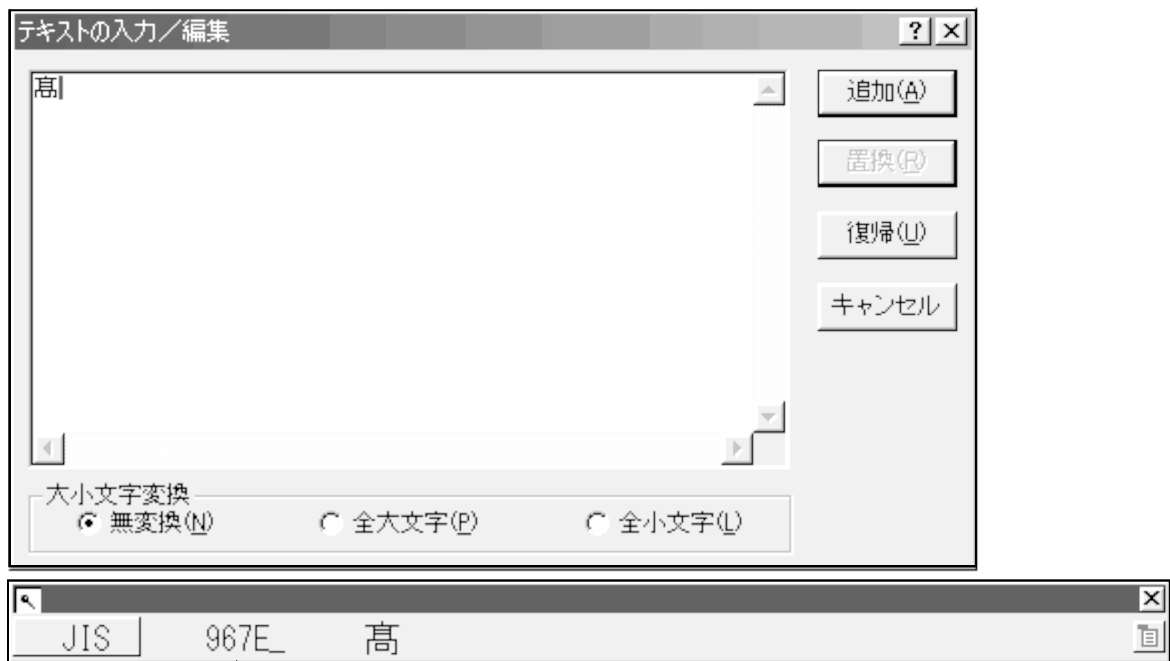 テキストの入力／編集
髙
追加(A)
置換(R)
復帰(U)
キャンセル
大小文字変換
無変換(N) 全大文字(P) 全小文字(L)
JIS 967E_ 髙